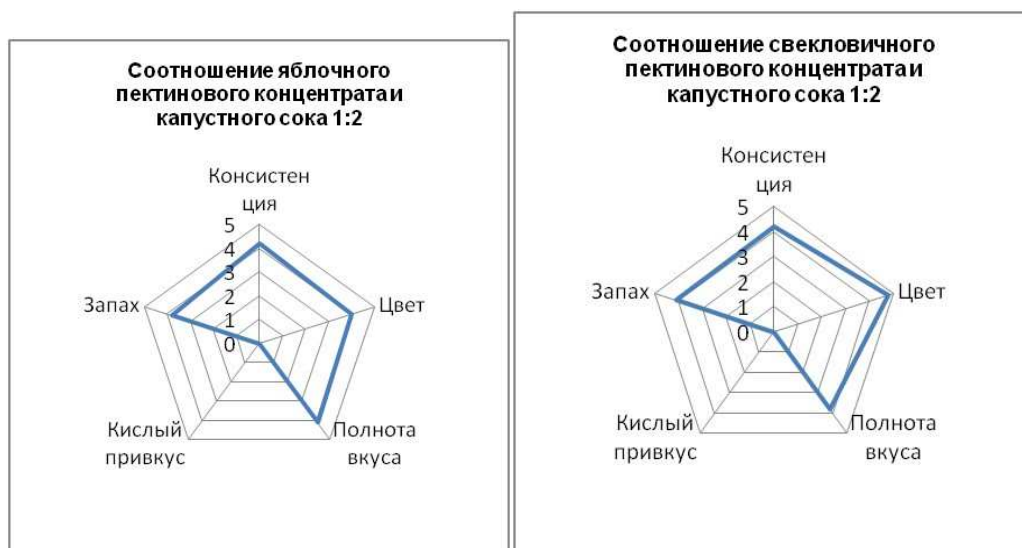 Соотношение яблочного
пектинового концентрата и
капустного сока 1:2
Консистен
ция
5
4
3
2
1
0
Запах
Цвет
Кислый
привкус
Полнота
вкуса
Соотношение свекловичного
пектинового концентрата и
капустного сока 1:2
Консистен
ция
5
4
3
2
1
0
Запах
Цвет
Кислый
привкус
Полнота
вкуса